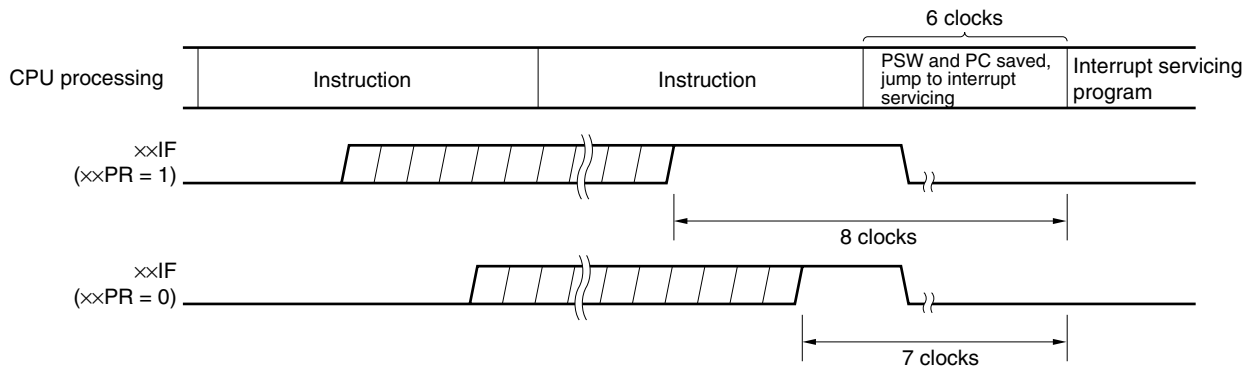 6 clocks
CPU processing
Instruction
Instruction
PSW and PC saved,
jump to interrupt
servicing
Interrupt servicing
program
××IF
(××PR = 1)
8 clocks
××IF
(××PR = 0)
7 clocks